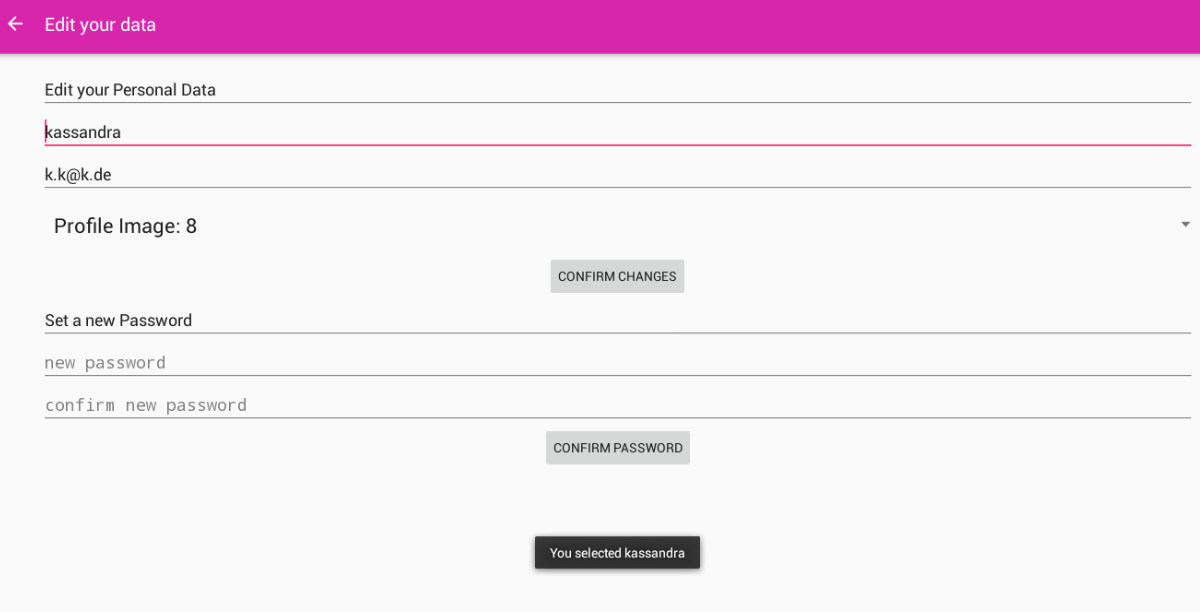 Edit your data
Edit your Personal Data
kassandra
k.k@k.de
Profile Image: 8
CONFIRM CHANGES
Set a new Password
new password
confirm new password
CONFIRM PASSWORD
You selected kassandra